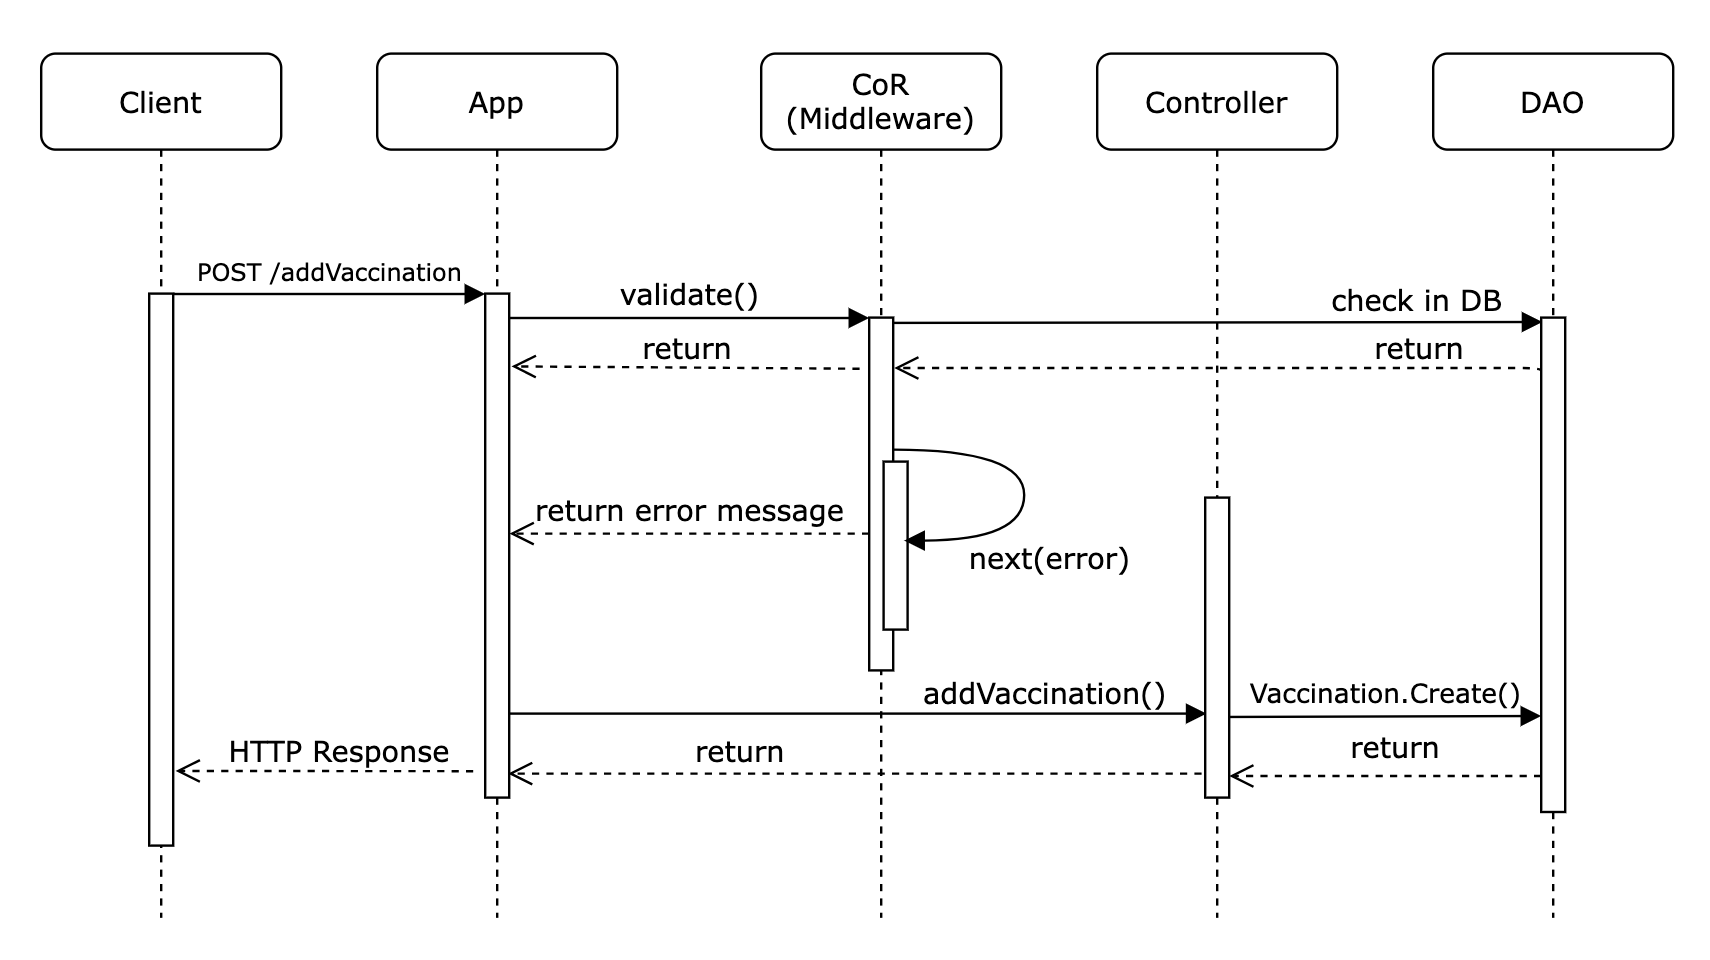 Client
App
CoR
(Middleware)
Controller
DAO
POST /addVaccination
validate()
check in DB
return
return
return error message
next(error)
addVaccination()
Vaccination.Create()
HTTP Response
return
return